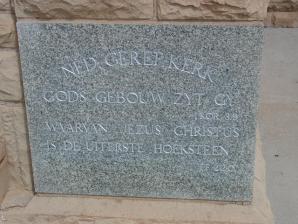 NED. GEREF. KERK
GODS GEBOUW ZYT GY
1 KOR. 3:9
WAARVAN JEZUS CHRISTUS
IS DE UITERSTE HOEKSTEEN